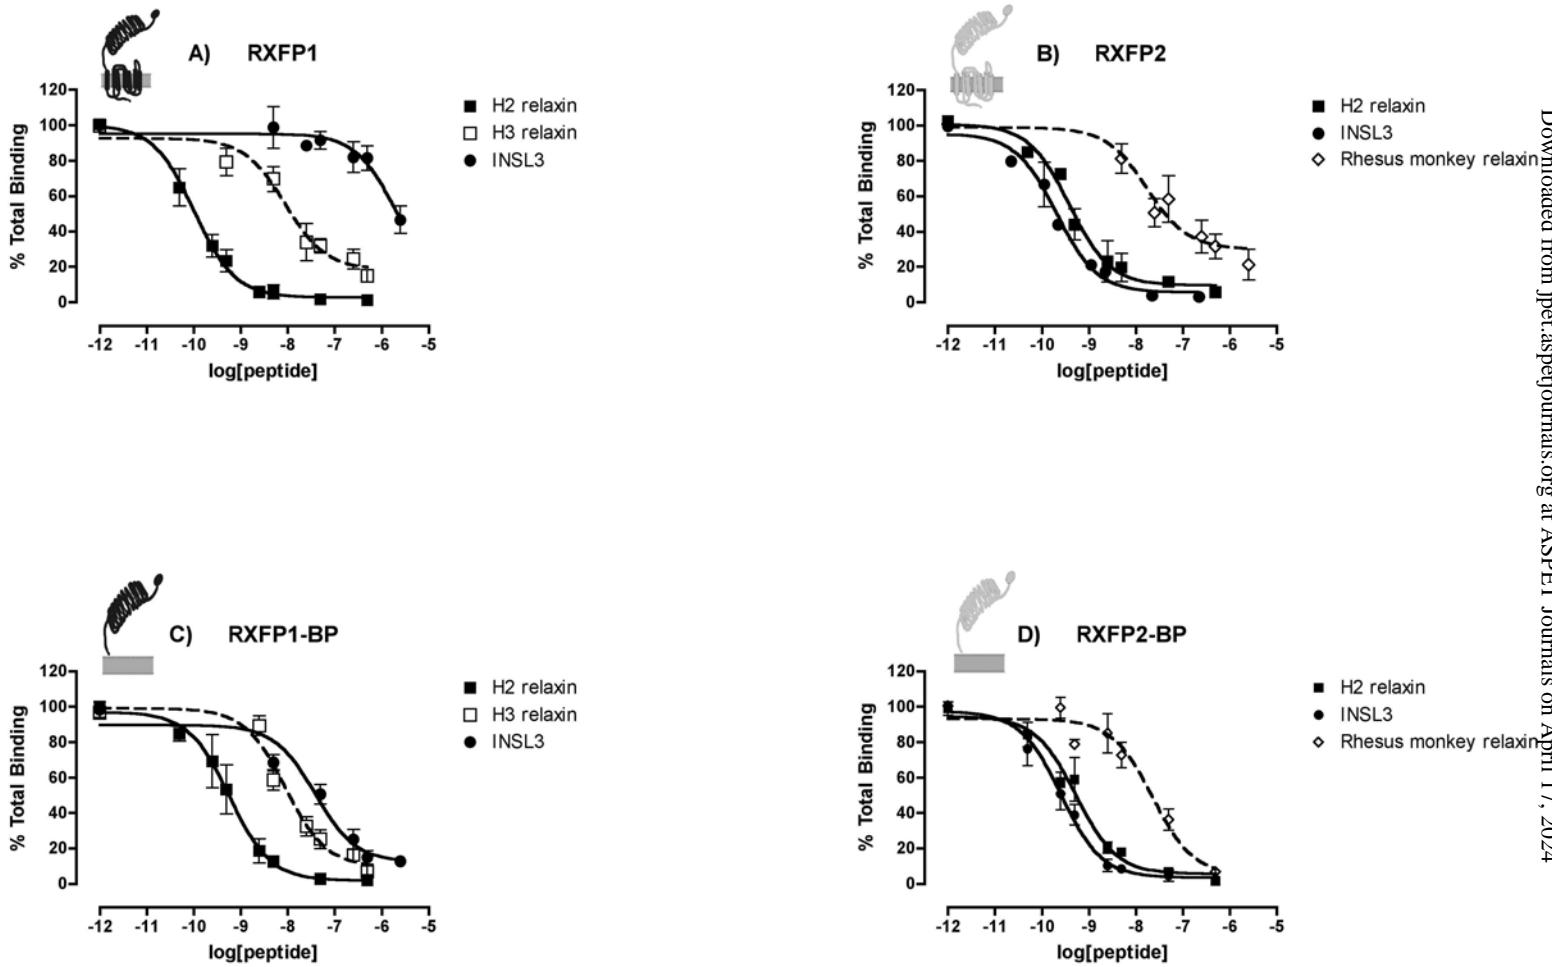 A) RXFP1
120
100
80
60
40
20
0
% Total Binding
-12 -11 -10 -9 -8 -7 -6 -5
log[peptide]
H2 relaxin
H3 relaxin
INSL3
B) RXFP2
120
100
80
60
40
20
0
% Total Binding
-12 -11 -10 -9 -8 -7 -6 -5
log[peptide]
H2 relaxin
INSL3
Rhesus monkey relaxin
C) RXFP1-BP
120
100
80
60
40
20
0
% Total Binding
-12 -11 -10 -9 -8 -7 -6 -5
log[peptide]
H2 relaxin
H3 relaxin
INSL3
D) RXFP2-BP
120
100
80
60
40
20
0
% Total Binding
-12 -11 -10 -9 -8 -7 -6 -5
log[peptide]
H2 relaxin
INSL3
Rhesus monkey relaxin
Downloaded from jpet.aspetjournals.org at ASPET Journals on April 17, 2024